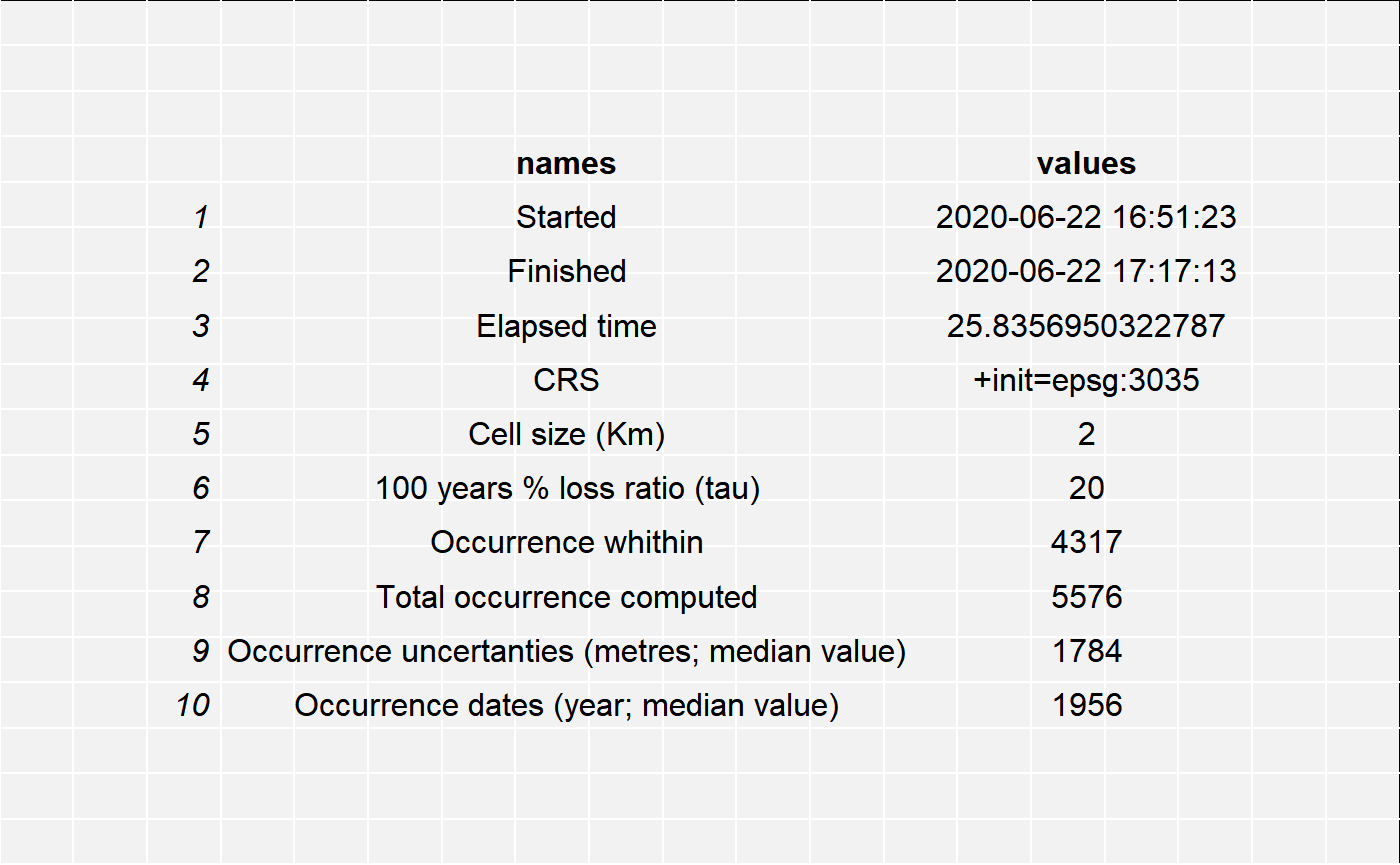 names values
1 Started 2020-06-22 16:51:23
2 Finished 2020-06-22 17:17:13
3 Elapsed time 25.8356950322787
4 CRS +init=epsg:3035
5 Cell size (Km) 2
6 100 years % loss ratio (tau) 20
7 Occurrence whithin 4317
8 Total occurrence computed 5576
9 Occurrence uncertanties (metres; median value) 1784
10 Occurrence dates (year; median value) 1956